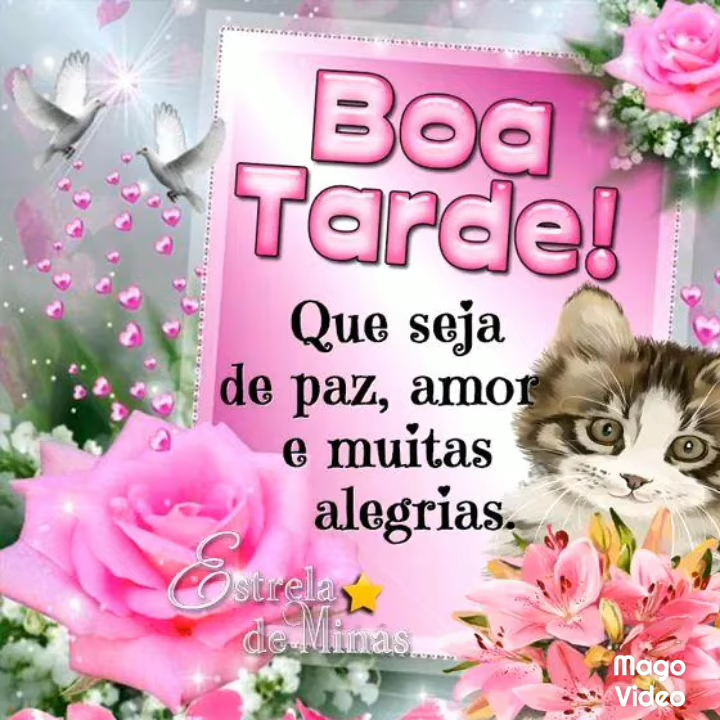 Boa
Tarde!
Que seja
de paz, amor
e muitas
alegrias.
Estrela
de Minas
Mago
Video